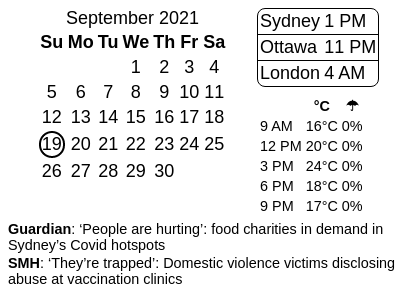 September 2021
Su Mo Tu We Th Fr Sa
1 2 3 4
5 6 7 8 9 10 11
12 13 14 15 16 17 18
19 20 21 22 23 24 25
26 27 28 29 30
Sydney 1 PM
Ottawa 11 PM
London 4 AM
°C ☂
9 AM 16°C 0%
12 PM 20°C 0%
3 PM 24°C 0%
6 PM 18°C 0%
9 PM 17°C 0%
Guardian: ‘People are hurting’: food charities in demand in
Sydney’s Covid hotspots
SMH: ‘They’re trapped’: Domestic violence victims disclosing
abuse at vaccination clinics